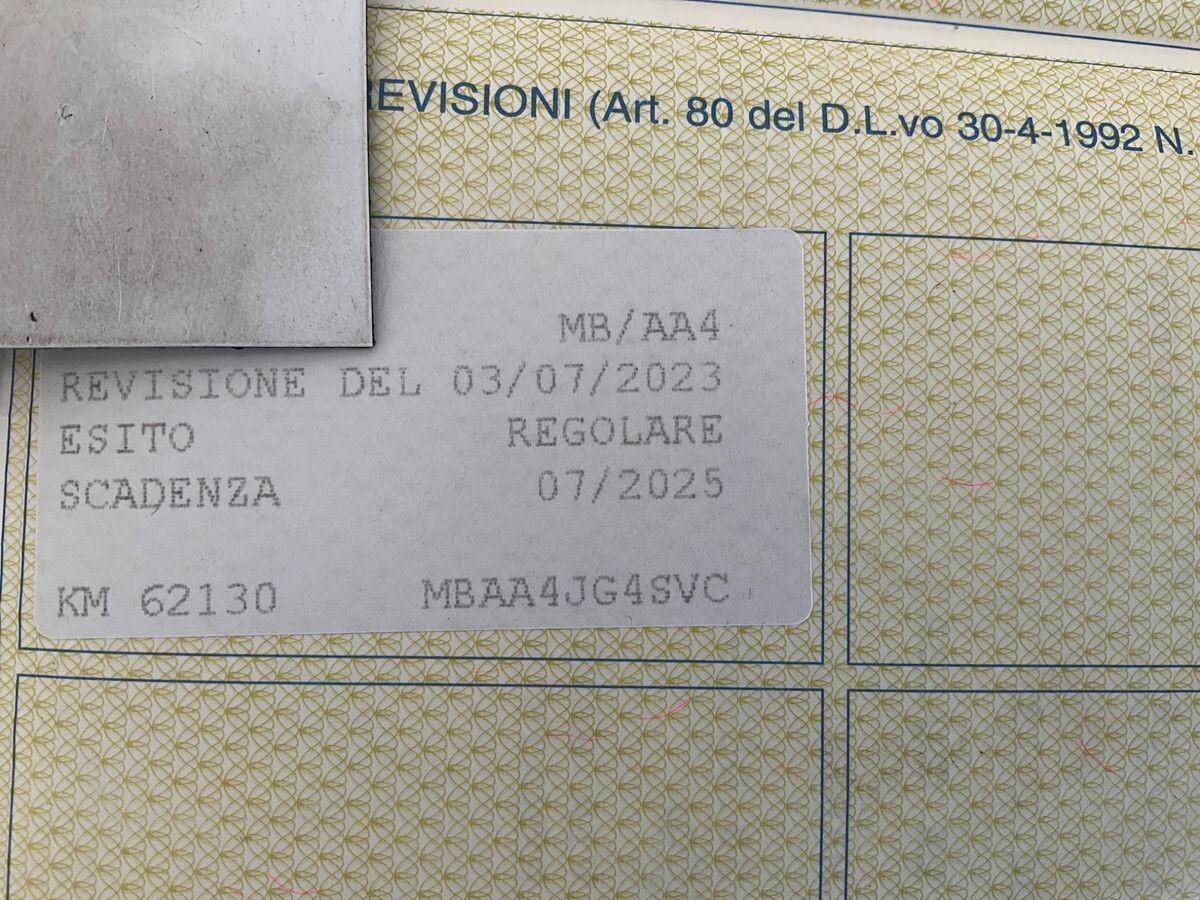 REVISIONI (Art. 80 del D.L.vo 30-4-1992 N.
MB/AA4
REVISIONE DEL 03/07/2023
ESITO REGOLARE
SCADENZA 07/2025
KM 62130 MBAA4JG4SVC